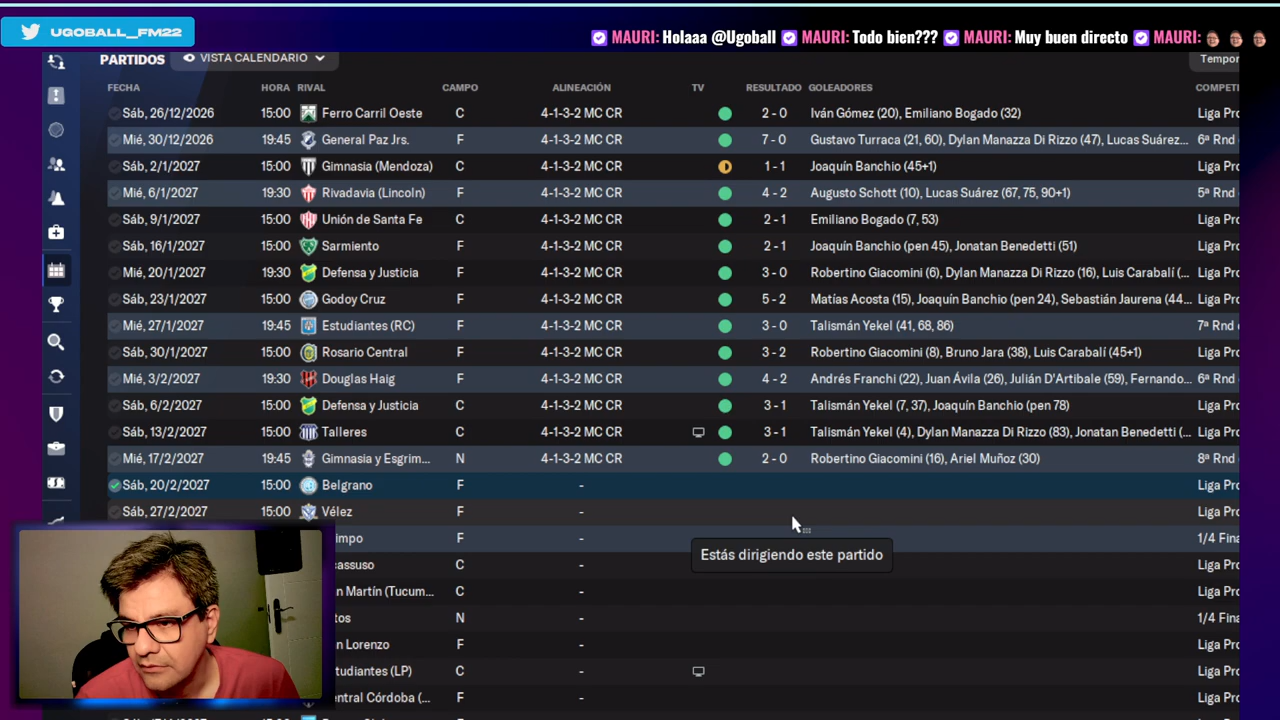 UGOBALL_FM22
MAURI: Holaaa @Ugoball MAURI: Todo bien??? MAURI: Muy buen directo MAURI:
PARTIDOS VISTA CALENDARIO Tempor
FECHA HORA RIVAL CAMPO ALINEACIÓN TV RESULTADO GOLEADORES COMPETI
Sáb, 26/12/2026 15:00 Ferro Carril Oeste C 4-1-3-2 MC CR 2 - 0 Iván Gómez (20), Emiliano Bogado (32) Liga Pro
Mié, 30/12/2026 19:45 General Paz Jrs. F 4-1-3-2 MC CR 7 - 0 Gustavo Turraca (21, 60), Dylan Manazza Di Rizzo (47), Lucas Suárez... 6ª Rnd
Sáb, 2/1/2027 15:00 Gimnasia (Mendoza) C 4-1-3-2 MC CR 1 - 1 Joaquín Banchio (45+1) Liga Pro
Mié, 6/1/2027 19:30 Rivadavia (Lincoln) F 4-1-3-2 MC CR 4 - 2 Augusto Schott (10), Lucas Suárez (67, 75, 90+1) 5ª Rnd
Sáb, 9/1/2027 15:00 Unión de Santa Fe C 4-1-3-2 MC CR 2 - 1 Emiliano Bogado (7, 53) Liga Pro
Sáb, 16/1/2027 15:00 Sarmiento F 4-1-3-2 MC CR 2 - 1 Joaquín Banchio (pen 45), Jonatan Benedetti (51) Liga Pro
Mié, 20/1/2027 19:30 Defensa y Justicia F 4-1-3-2 MC CR 3 - 0 Robertino Giacomini (6), Dylan Manazza Di Rizzo (16), Luis Carabalí (... Liga Pro
Sáb, 23/1/2027 15:00 Godoy Cruz F 4-1-3-2 MC CR 5 - 2 Matías Acosta (15), Joaquín Banchio (pen 24), Sebastián Jaurena (44... Liga Pro
Mié, 27/1/2027 19:45 Estudiantes (RC) F 4-1-3-2 MC CR 3 - 0 Talismán Yekel (41, 68, 86) 7ª Rnd
Sáb, 30/1/2027 15:00 Rosario Central F 4-1-3-2 MC CR 3 - 2 Robertino Giacomini (8), Bruno Jara (38), Luis Carabalí (45+1) Liga Pro
Mié, 3/2/2027 19:30 Douglas Haig F 4-1-3-2 MC CR 4 - 2 Andrés Franchi (22), Juan Ávila (26), Julián D'Artibale (59), Fernando... 6ª Rnd
Sáb, 6/2/2027 15:00 Defensa y Justicia C 4-1-3-2 MC CR 3 - 1 Talismán Yekel (7, 37), Joaquín Banchio (pen 78) Liga Pro
Sáb, 13/2/2027 15:00 Talleres C 4-1-3-2 MC CR 3 - 1 Talismán Yekel (4), Dylan Manazza Di Rizzo (83), Jonatan Benedetti (... Liga Pro
Mié, 17/2/2027 19:45 Gimnasia y Esgrim... N 4-1-3-2 MC CR 2 - 0 Robertino Giacomini (16), Ariel Muñoz (30) 8ª Rnd
Sáb, 20/2/2027 15:00 Belgrano F - Liga Pro
Sáb, 27/2/2027 15:00 Vélez F - Liga Pro
impo F - 1/4 Fina
Estás dirigiendo este partido
cassuso C - Liga Pro
n Martín (Tucum... C - Liga Pro
tos N - 1/4 Fina
n Lorenzo F - Liga Pro
tudiantes (LP) C - Liga Pro
entral Córdoba (... F - Liga Pro